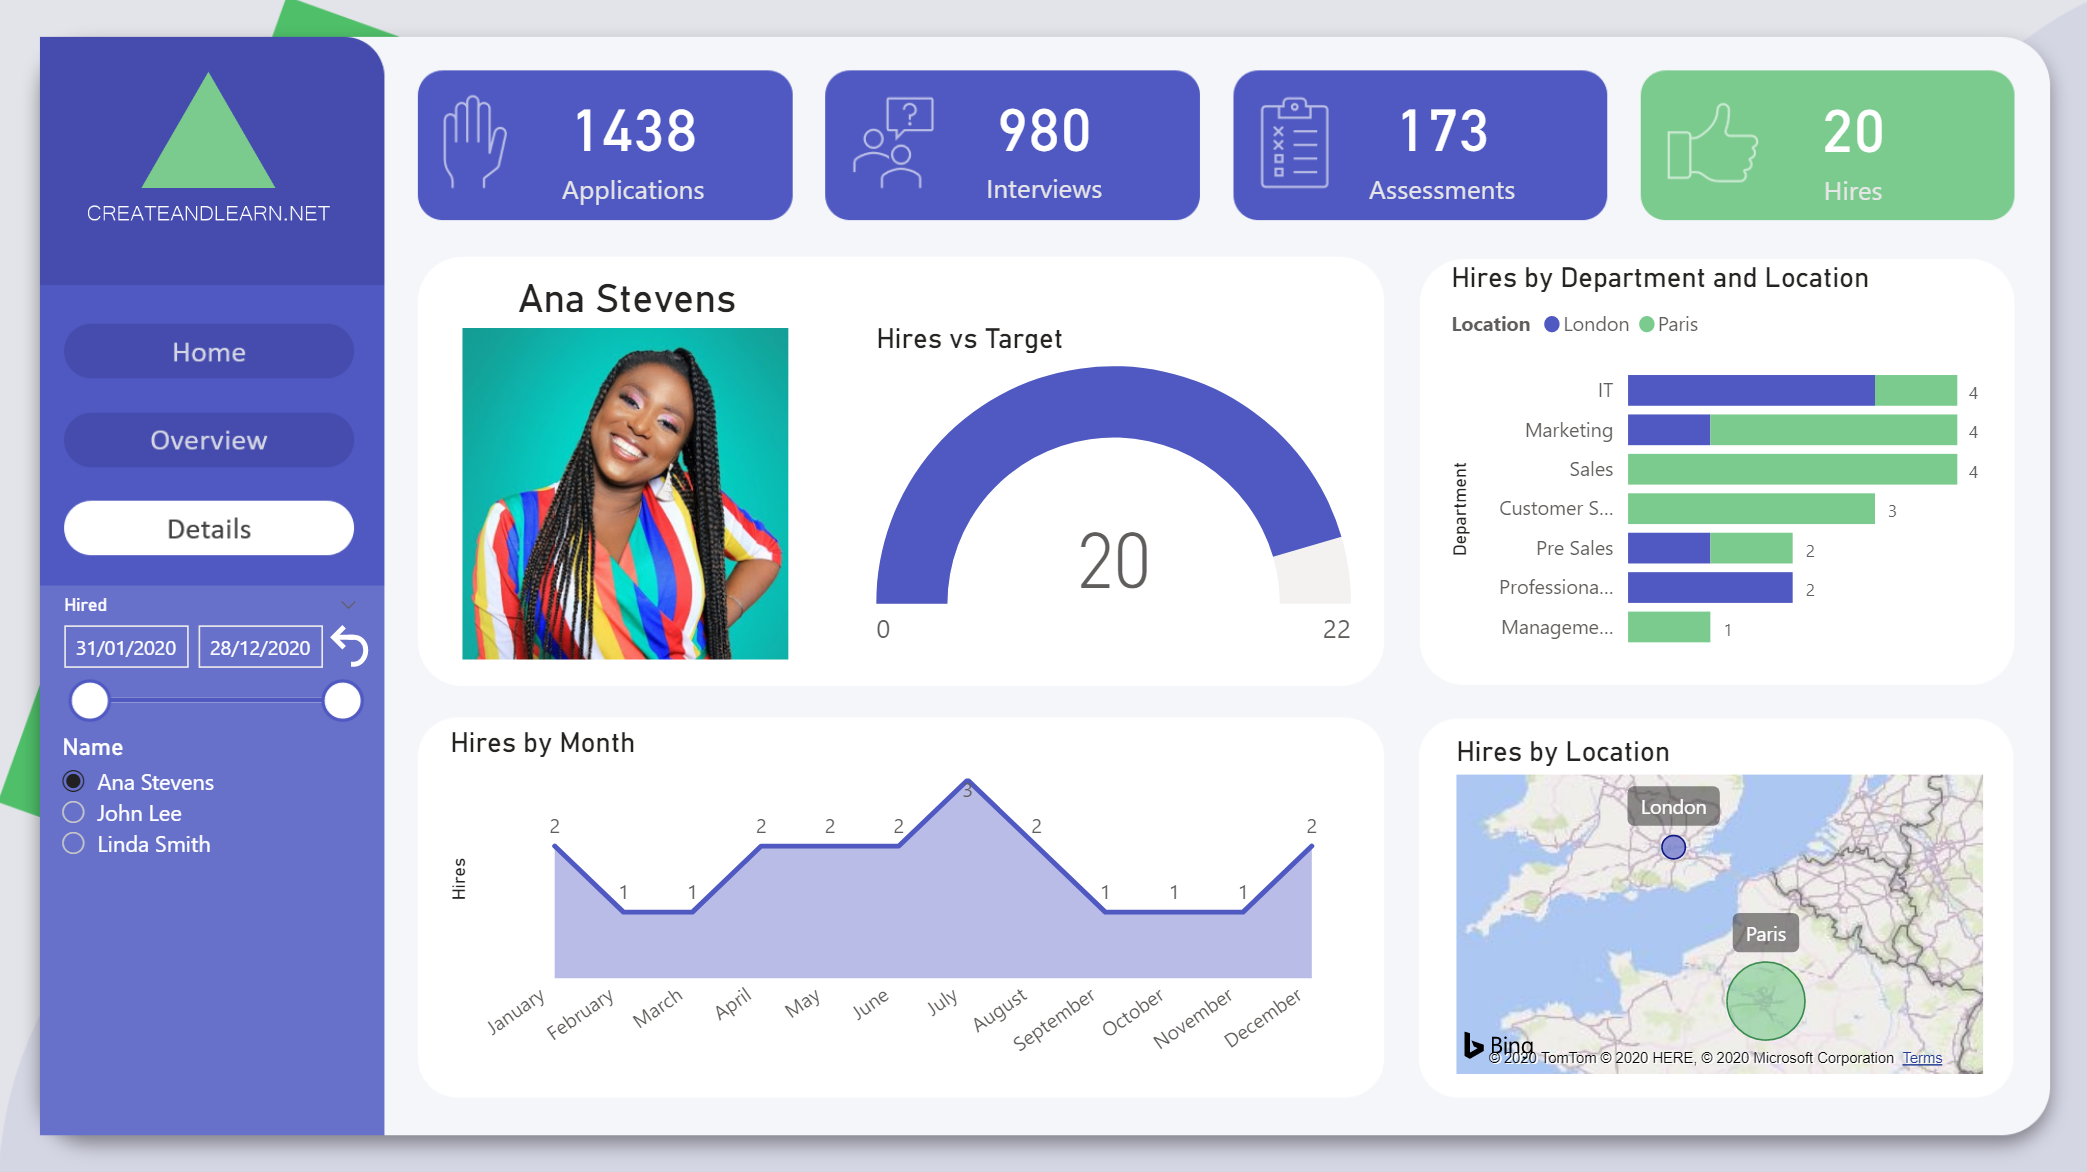 CREATEANDLEARN.NET
Home
Overview
Details
Hired
31/01/2020 28/12/2020
Name
Ana Stevens
John Lee
Linda Smith
1438
Applications
?
980
Interviews
173
Assessments
20
Hires
Ana Stevens
Hires vs Target
20
0 22
Hires by Department and Location
Location London Paris
Department
IT 4
Marketing 4
Sales 4
Customer S... 3
Pre Sales 2
Professiona... 2
Manageme... 1
Hires by Month
Hires
2 1 1 2 2 2 3 2 1 1 1 2
January February March April May June July August September October November December
Hires by Location
London
Paris
Bing
© 2020 TomTom © 2020 HERE, © 2020 Microsoft Corporation Terms